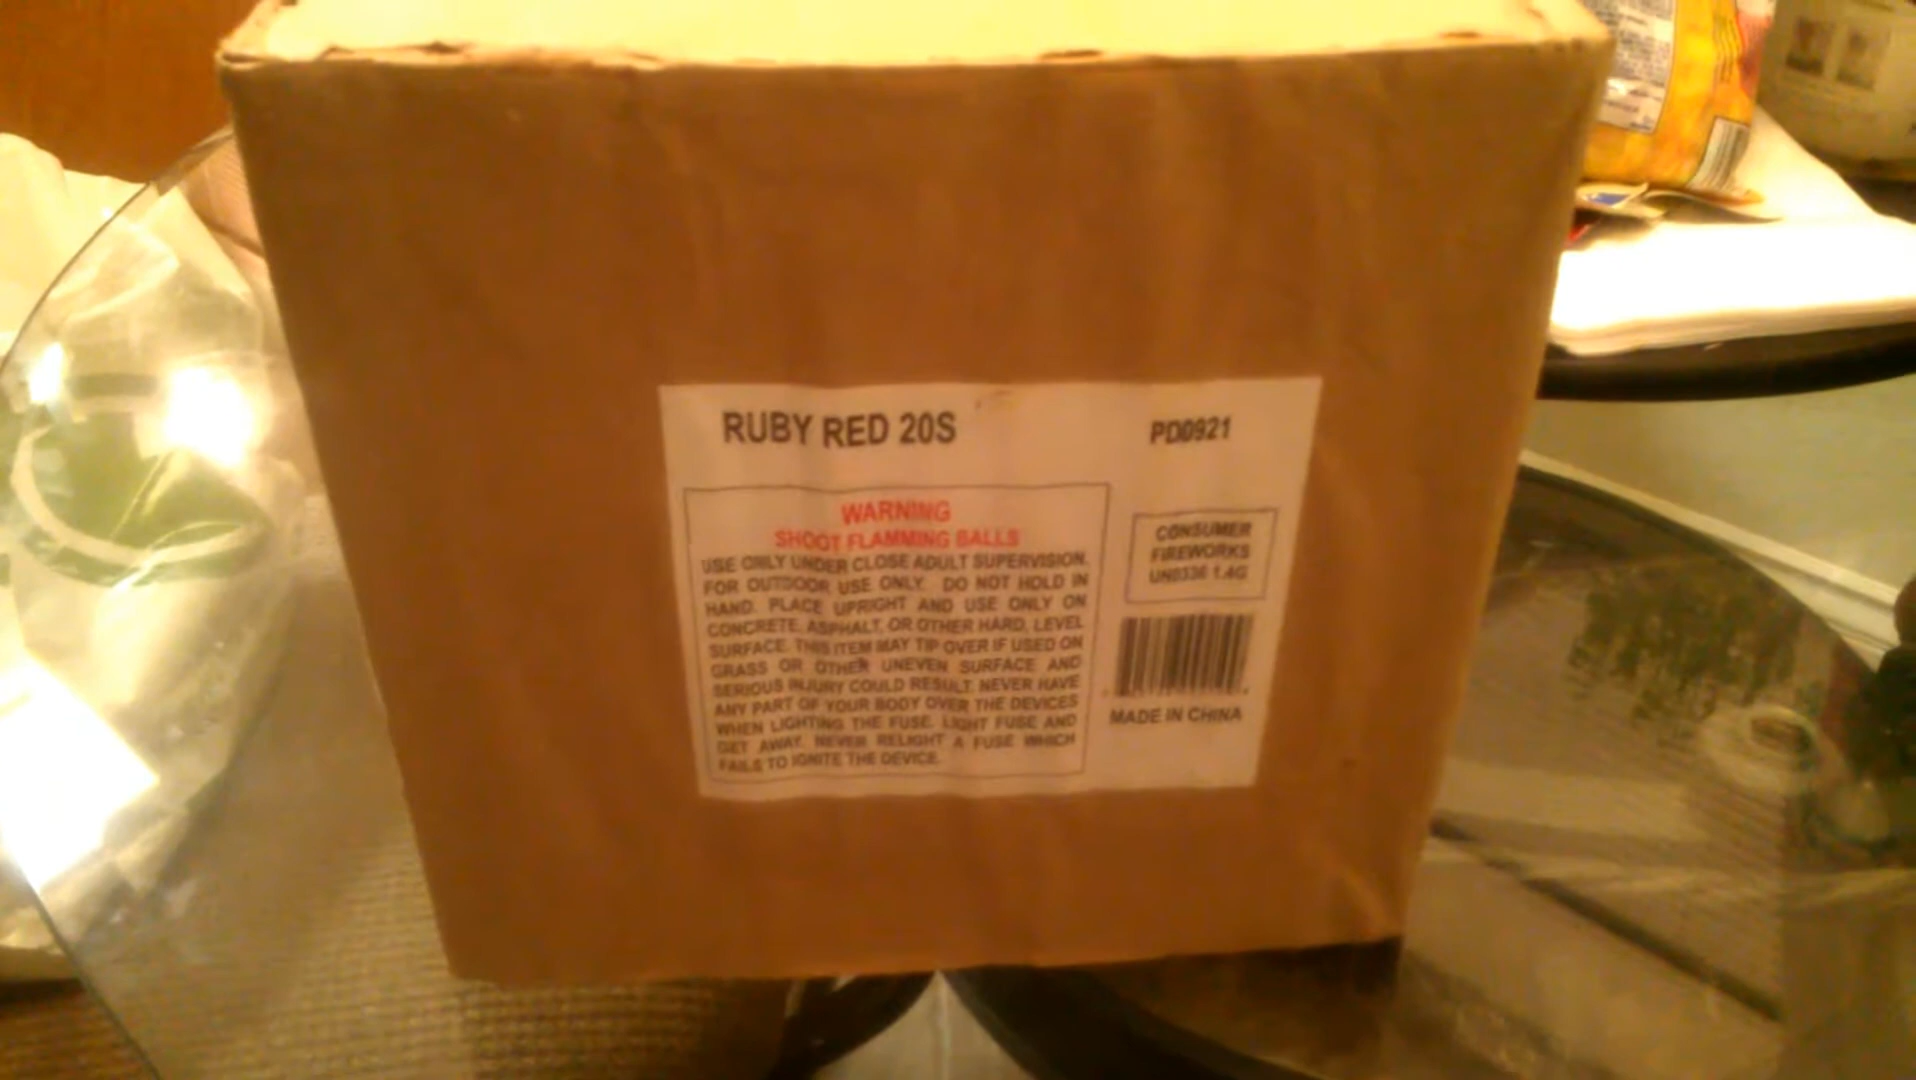 RUBY RED 20S
PD0921
WARNING
SHOOT FLAMMING BALLS
USE ONLY UNDER CLOSE ADULT SUPERVISION.
FOR OUTDOOR USE ONLY. DO NOT HOLD IN
HAND. PLACE UPRIGHT AND USE ONLY ON
CONCRETE, ASPHALT, OR OTHER HARD, LEVEL
SURFACE. THIS ITEM MAY TIP OVER IF USED ON
GRASS OR OTHER UNEVEN SURFACE AND
SERIOUS INJURY COULD RESULT. NEVER HAVE
ANY PART OF YOUR BODY OVER THE DEVICES
WHEN LIGHTING THE FUSE. LIGHT FUSE AND
GET AWAY. NEVER RELIGHT A FUSE WHICH
FAILS TO IGNITE THE DEVICE.
CONSUMER
FIREWORKS
UN0336 1.4G
MADE IN CHINA